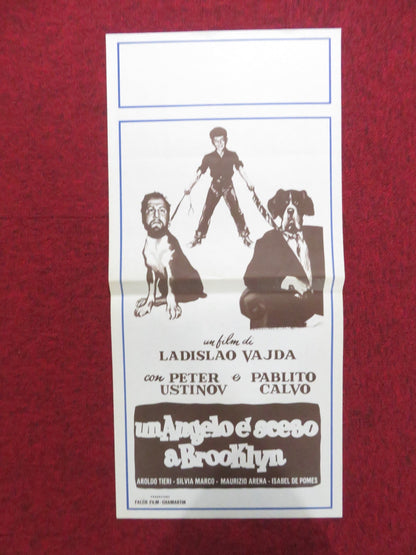 un film di
LADISLAO VAJDA
con PETER e PABLITO
USTINOV CALVO
un Angelo è sceso
a BrooKlyn
AROLDO TIERI - SILVIA MARCO - MAURIZIO ARENA - ISABEL DE POMES
FALCO FILM - CHAMARTIN